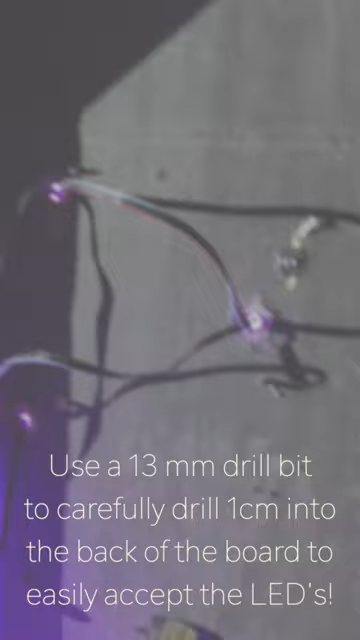 Use a 13 mm drill bit
to carefully drill 1cm into
the back of the board to
easily accept the LED's!